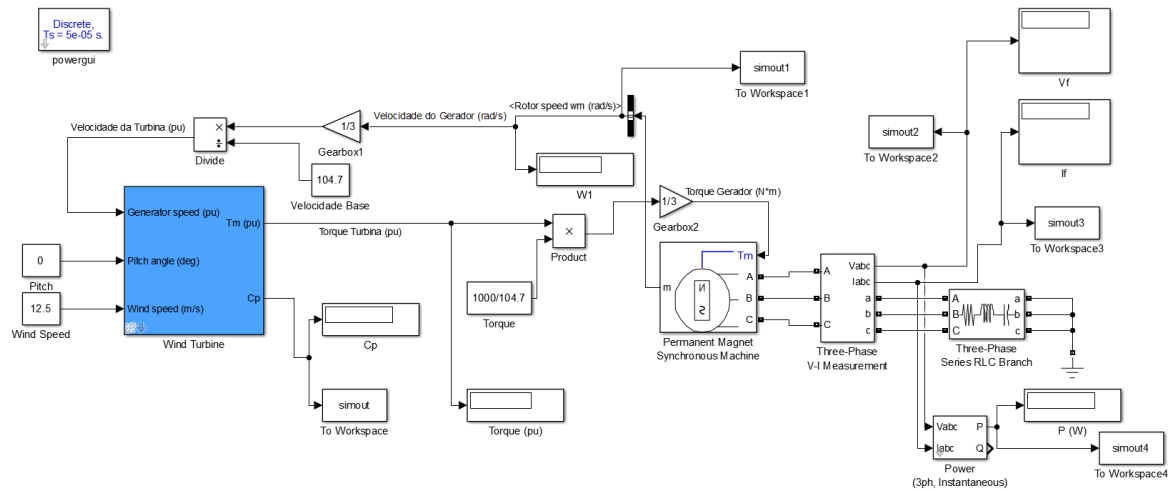 Discrete,
Ts = 5e-05 s.
powergui
simout1
To Workspace1
Vf
<Rotor speed wm (rad/s)>
Velocidade do Gerador (rad/s)
Velocidade da Turbina (pu)
×
÷
Divide
1/3
Gearbox1
104.7
Velocidade Base
W1
simout2
To Workspace2
If
Generator speed (pu)
Tm (pu)
Pitch angle (deg)
Cp
Wind speed (m/s)
Wind Turbine
0
Pitch
12.5
Wind Speed
Torque Turbina (pu)
×
Product
1/3
Gearbox2
Torque Gerador (N*m)
simout3
To Workspace3
1000/104.7
Torque
Tm
m
A
B
C
N
S
Permanent Magnet
Synchronous Machine
A
B
C
Vabc
Iabc
a
b
c
Three-Phase
V-I Measurement
A
B
C
a
b
c
Three-Phase
Series RLC Branch
Cp
simout
To Workspace
Torque (pu)
Vabc
Iabc
P
Q
Power
(3ph, Instantaneous)
P (W)
simout4
To Workspace4